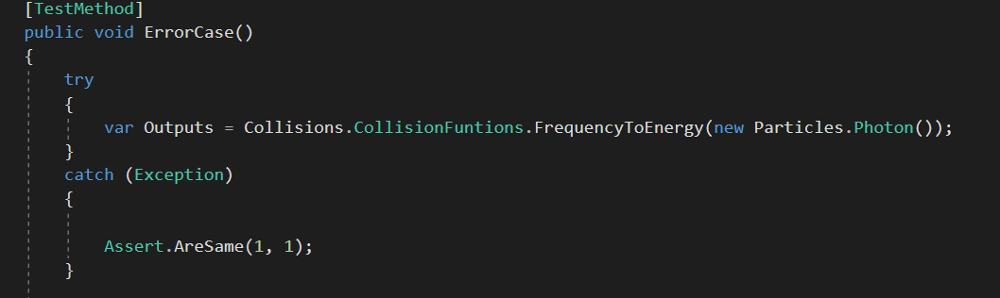 [TestMethod]
public void ErrorCase()
{
try
{
var Outputs = Collisions.CollisionFuntions.FrequencyToEnergy(new Particles.Photon());
}
catch (Exception)
{
Assert.AreSame(1, 1);
}